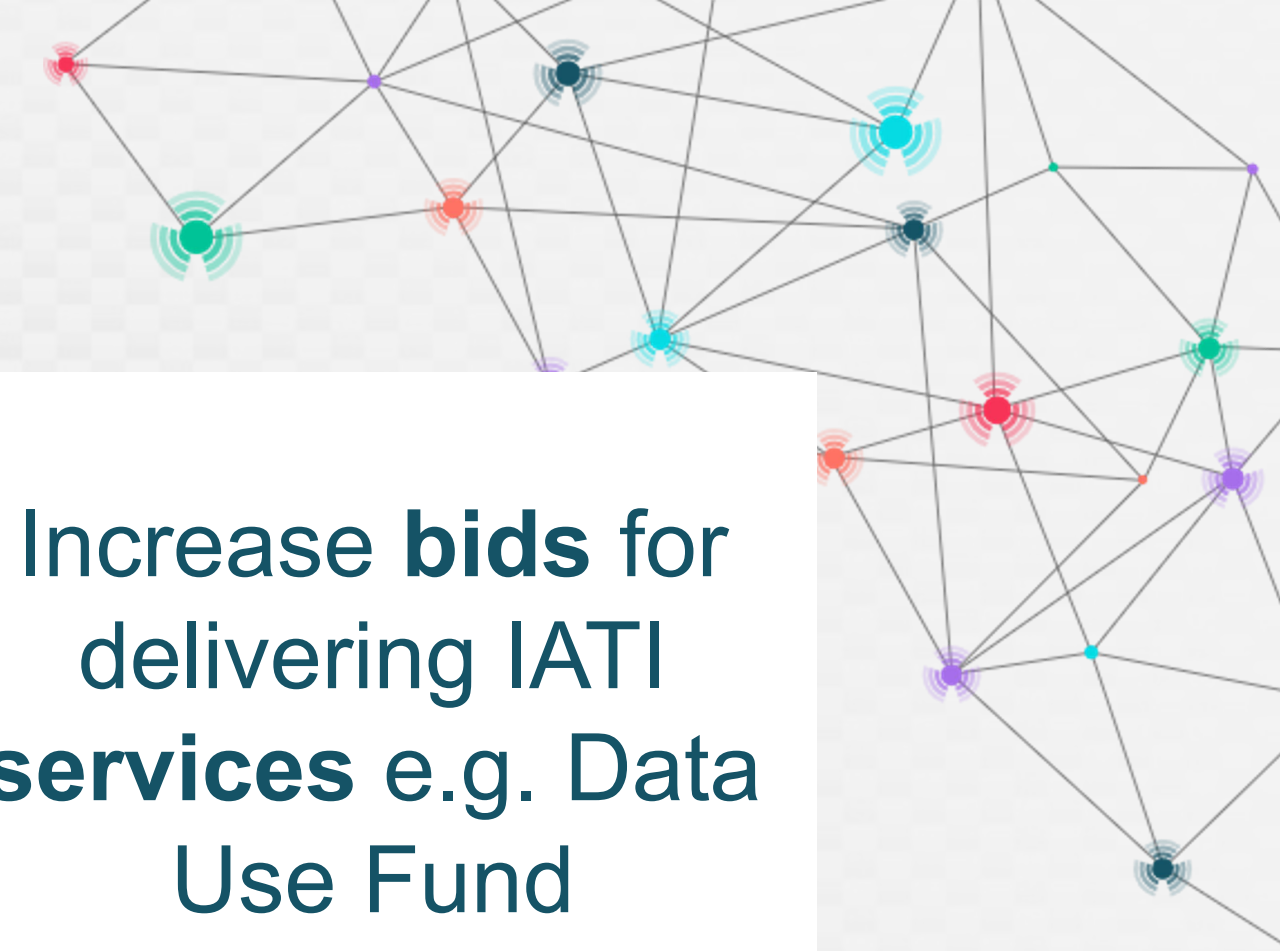 Increase bids for
delivering IATI
services e.g. Data
Use Fund